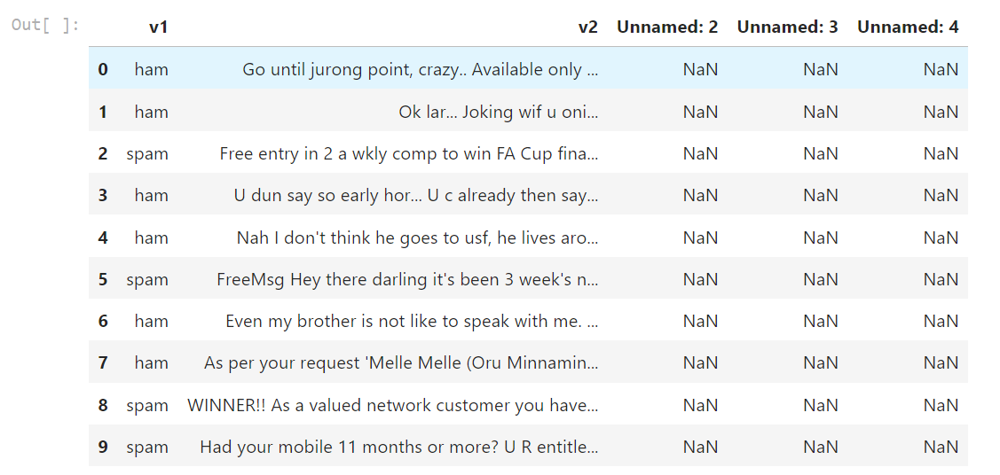 Out[ ]:
v1 v2 Unnamed: 2 Unnamed: 3 Unnamed: 4
0 ham Go until jurong point, crazy.. Available only ... NaN NaN NaN
1 ham Ok lar... Joking wif u oni... NaN NaN NaN
2 spam Free entry in 2 a wkly comp to win FA Cup fina... NaN NaN NaN
3 ham U dun say so early hor... U c already then say... NaN NaN NaN
4 ham Nah I don't think he goes to usf, he lives aro... NaN NaN NaN
5 spam FreeMsg Hey there darling it's been 3 week's n... NaN NaN NaN
6 ham Even my brother is not like to speak with me. ... NaN NaN NaN
7 ham As per your request 'Melle Melle (Oru Minnamin... NaN NaN NaN
8 spam WINNER!! As a valued network customer you have... NaN NaN NaN
9 spam Had your mobile 11 months or more? U R entitle... NaN NaN NaN